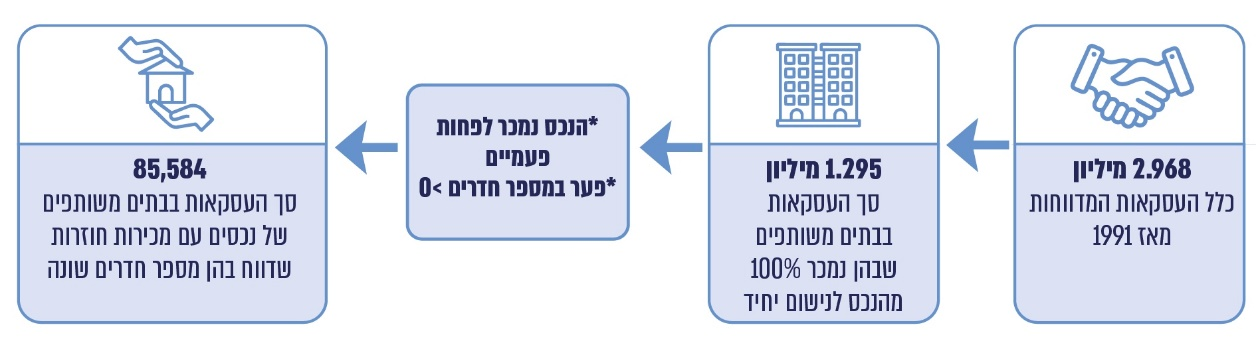 2.968 מיליון
כלל העסקאות המדווחות
מאז 1991
1.295 מיליון
סך העסקאות
בבתים משותפים
שבהן נמכר 100%
מהנכס לנישום יחיד
*הנכס נמכר לפחות
פעמיים
*פער במספר חדרים >0
85,584
סך העסקאות בבתים משותפים
של נכסים עם מכירות חוזרות
שדווח בהן מספר חדרים שונה